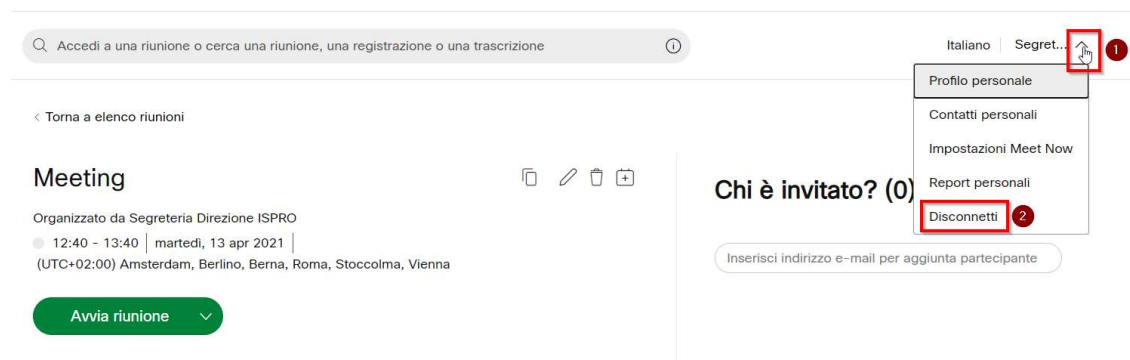 Accedi a una riunione o cerca una riunione, una registrazione o una trascrizione
Italiano Segret... 1
Profilo personale
Contatti personali
Impostazioni Meet Now
Report personali
Disconnetti 2
< Torna a elenco riunioni
Meeting
Organizzato da Segreteria Direzione ISPRO
12:40 - 13:40 | martedì, 13 apr 2021 |
(UTC+02:00) Amsterdam, Berlino, Berna, Roma, Stoccolma, Vienna
Avvia riunione
Chi è invitato? (0)
Inserisci indirizzo e-mail per aggiunta partecipante